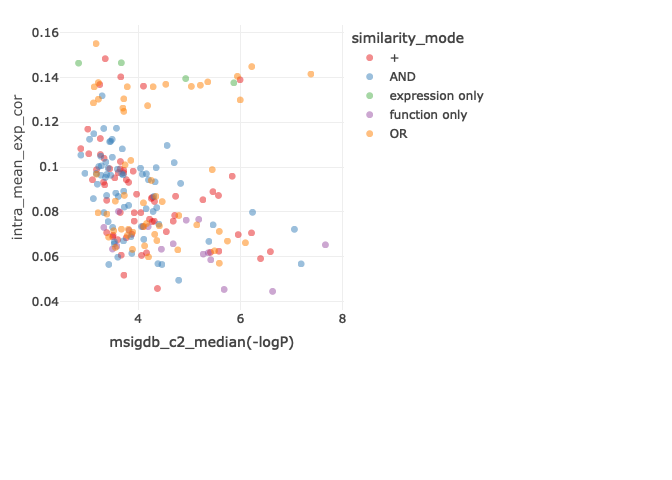 similarity_mode
+
AND
expression only
function only
OR
0.16
0.14
0.12
0.1
0.08
0.06
0.04
intra_mean_exp_cor
4
6
8
msigdb_c2_median(-logP)